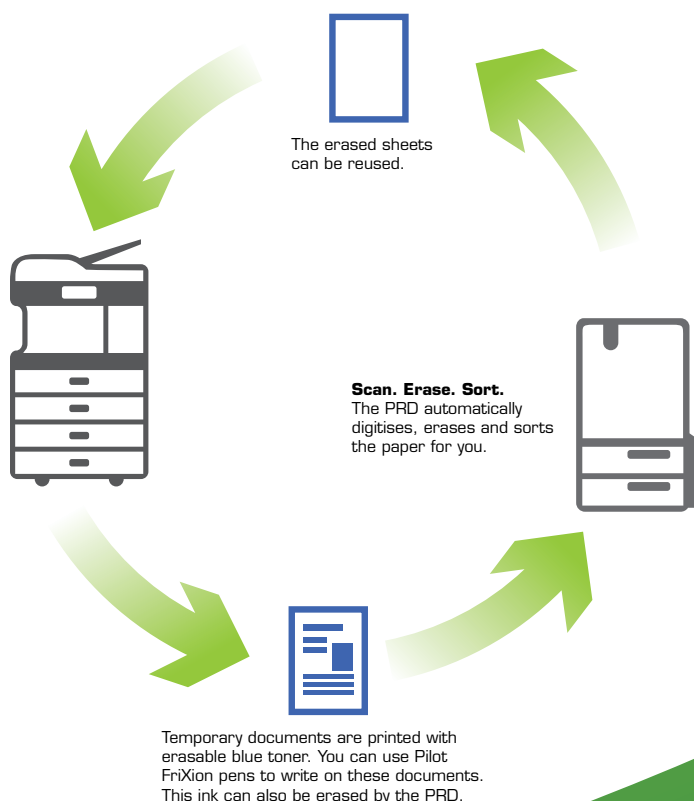 The erased sheets
can be reused.
Scan. Erase. Sort.
The PRD automatically
digitises, erases and sorts
the paper for you.
Temporary documents are printed with
erasable blue toner. You can use Pilot
FriXion pens to write on these documents.
This ink can also be erased by the PRD.